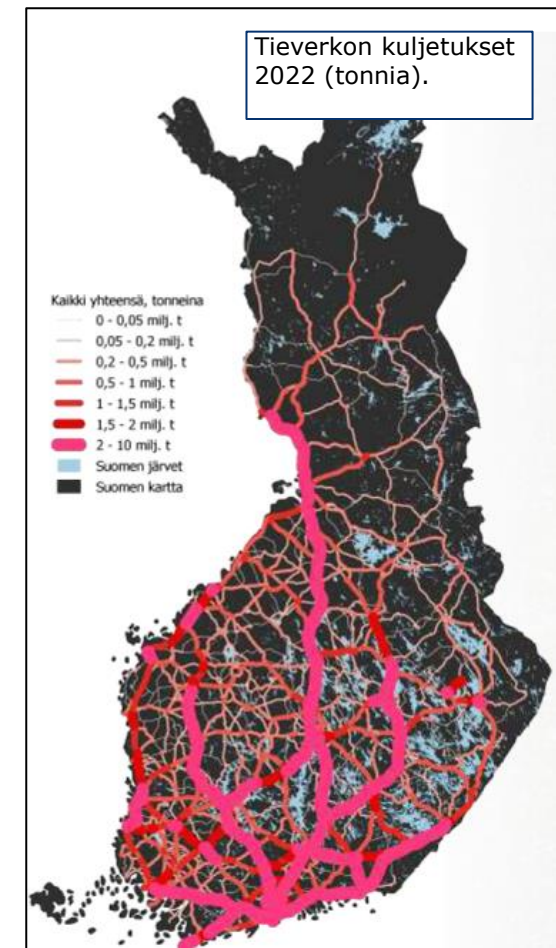 Tieverkon kuljetukset
2022 (tonnia).
Kaikki yhteensä, tonneina
0 - 0,05 milj. t
0,05 - 0,2 milj. t
0,2 - 0,5 milj. t
0,5 - 1 milj. t
1 - 1,5 milj. t
1,5 - 2 milj. t
2 - 10 milj. t
Suomen järvet
Suomen kartta